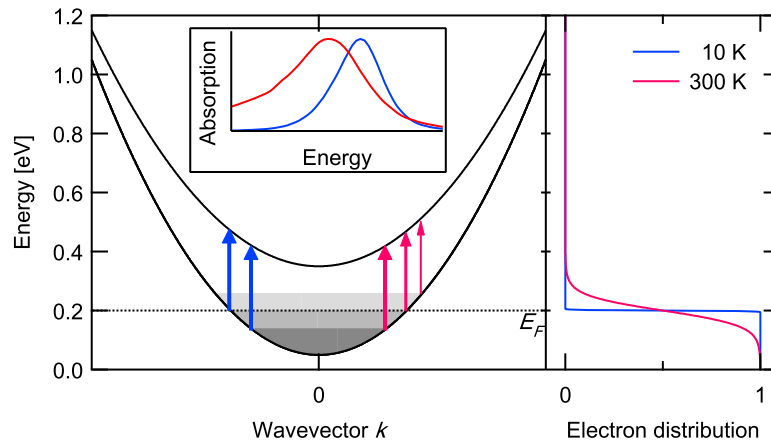 1.2
1.0
0.8
0.6
0.4
0.2
0.0
Energy [eV]
Absorption
Energy
E_F
0
Wavevector k
10 K
300 K
0
1
Electron distribution